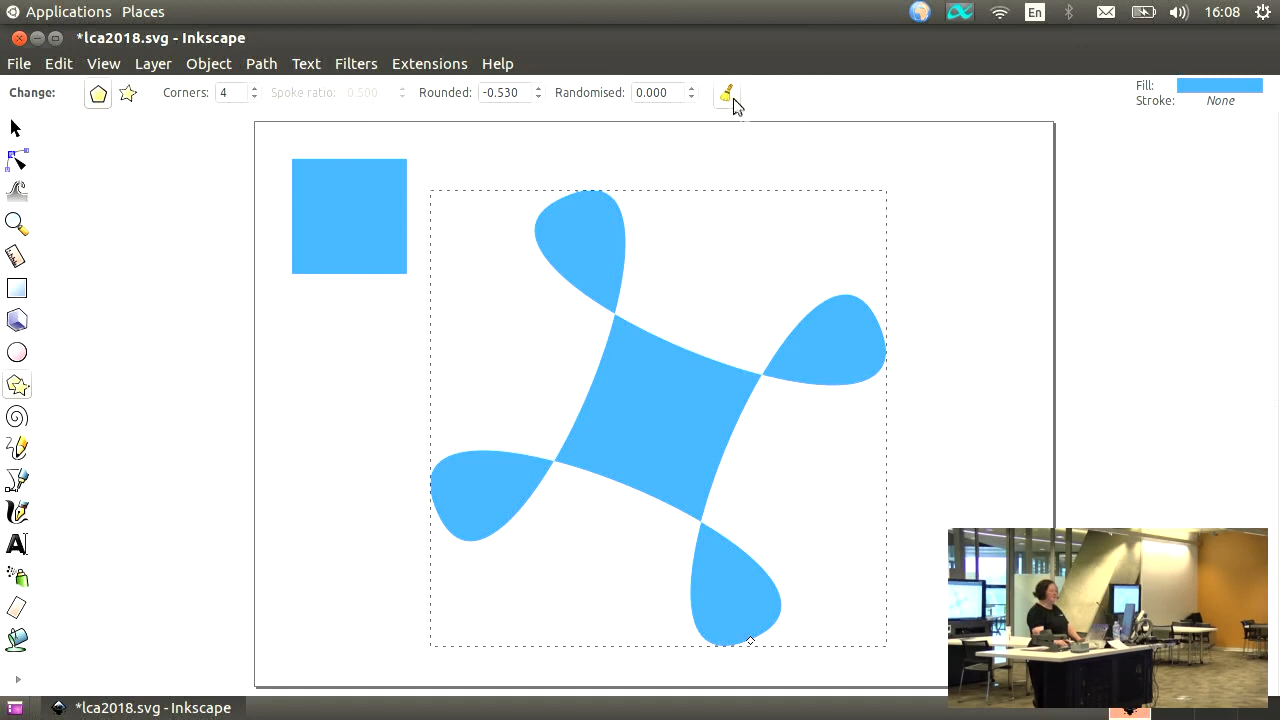 Applications Places En 16:08
*lca2018.svg - Inkscape
File Edit View Layer Object Path Text Filters Extensions Help
Change: Corners: 4 Spoke ratio: 0.500 Rounded: -0.530 Randomised: 0.000 Fill:
Stroke: None
A
*lca2018.svg - Inkscape